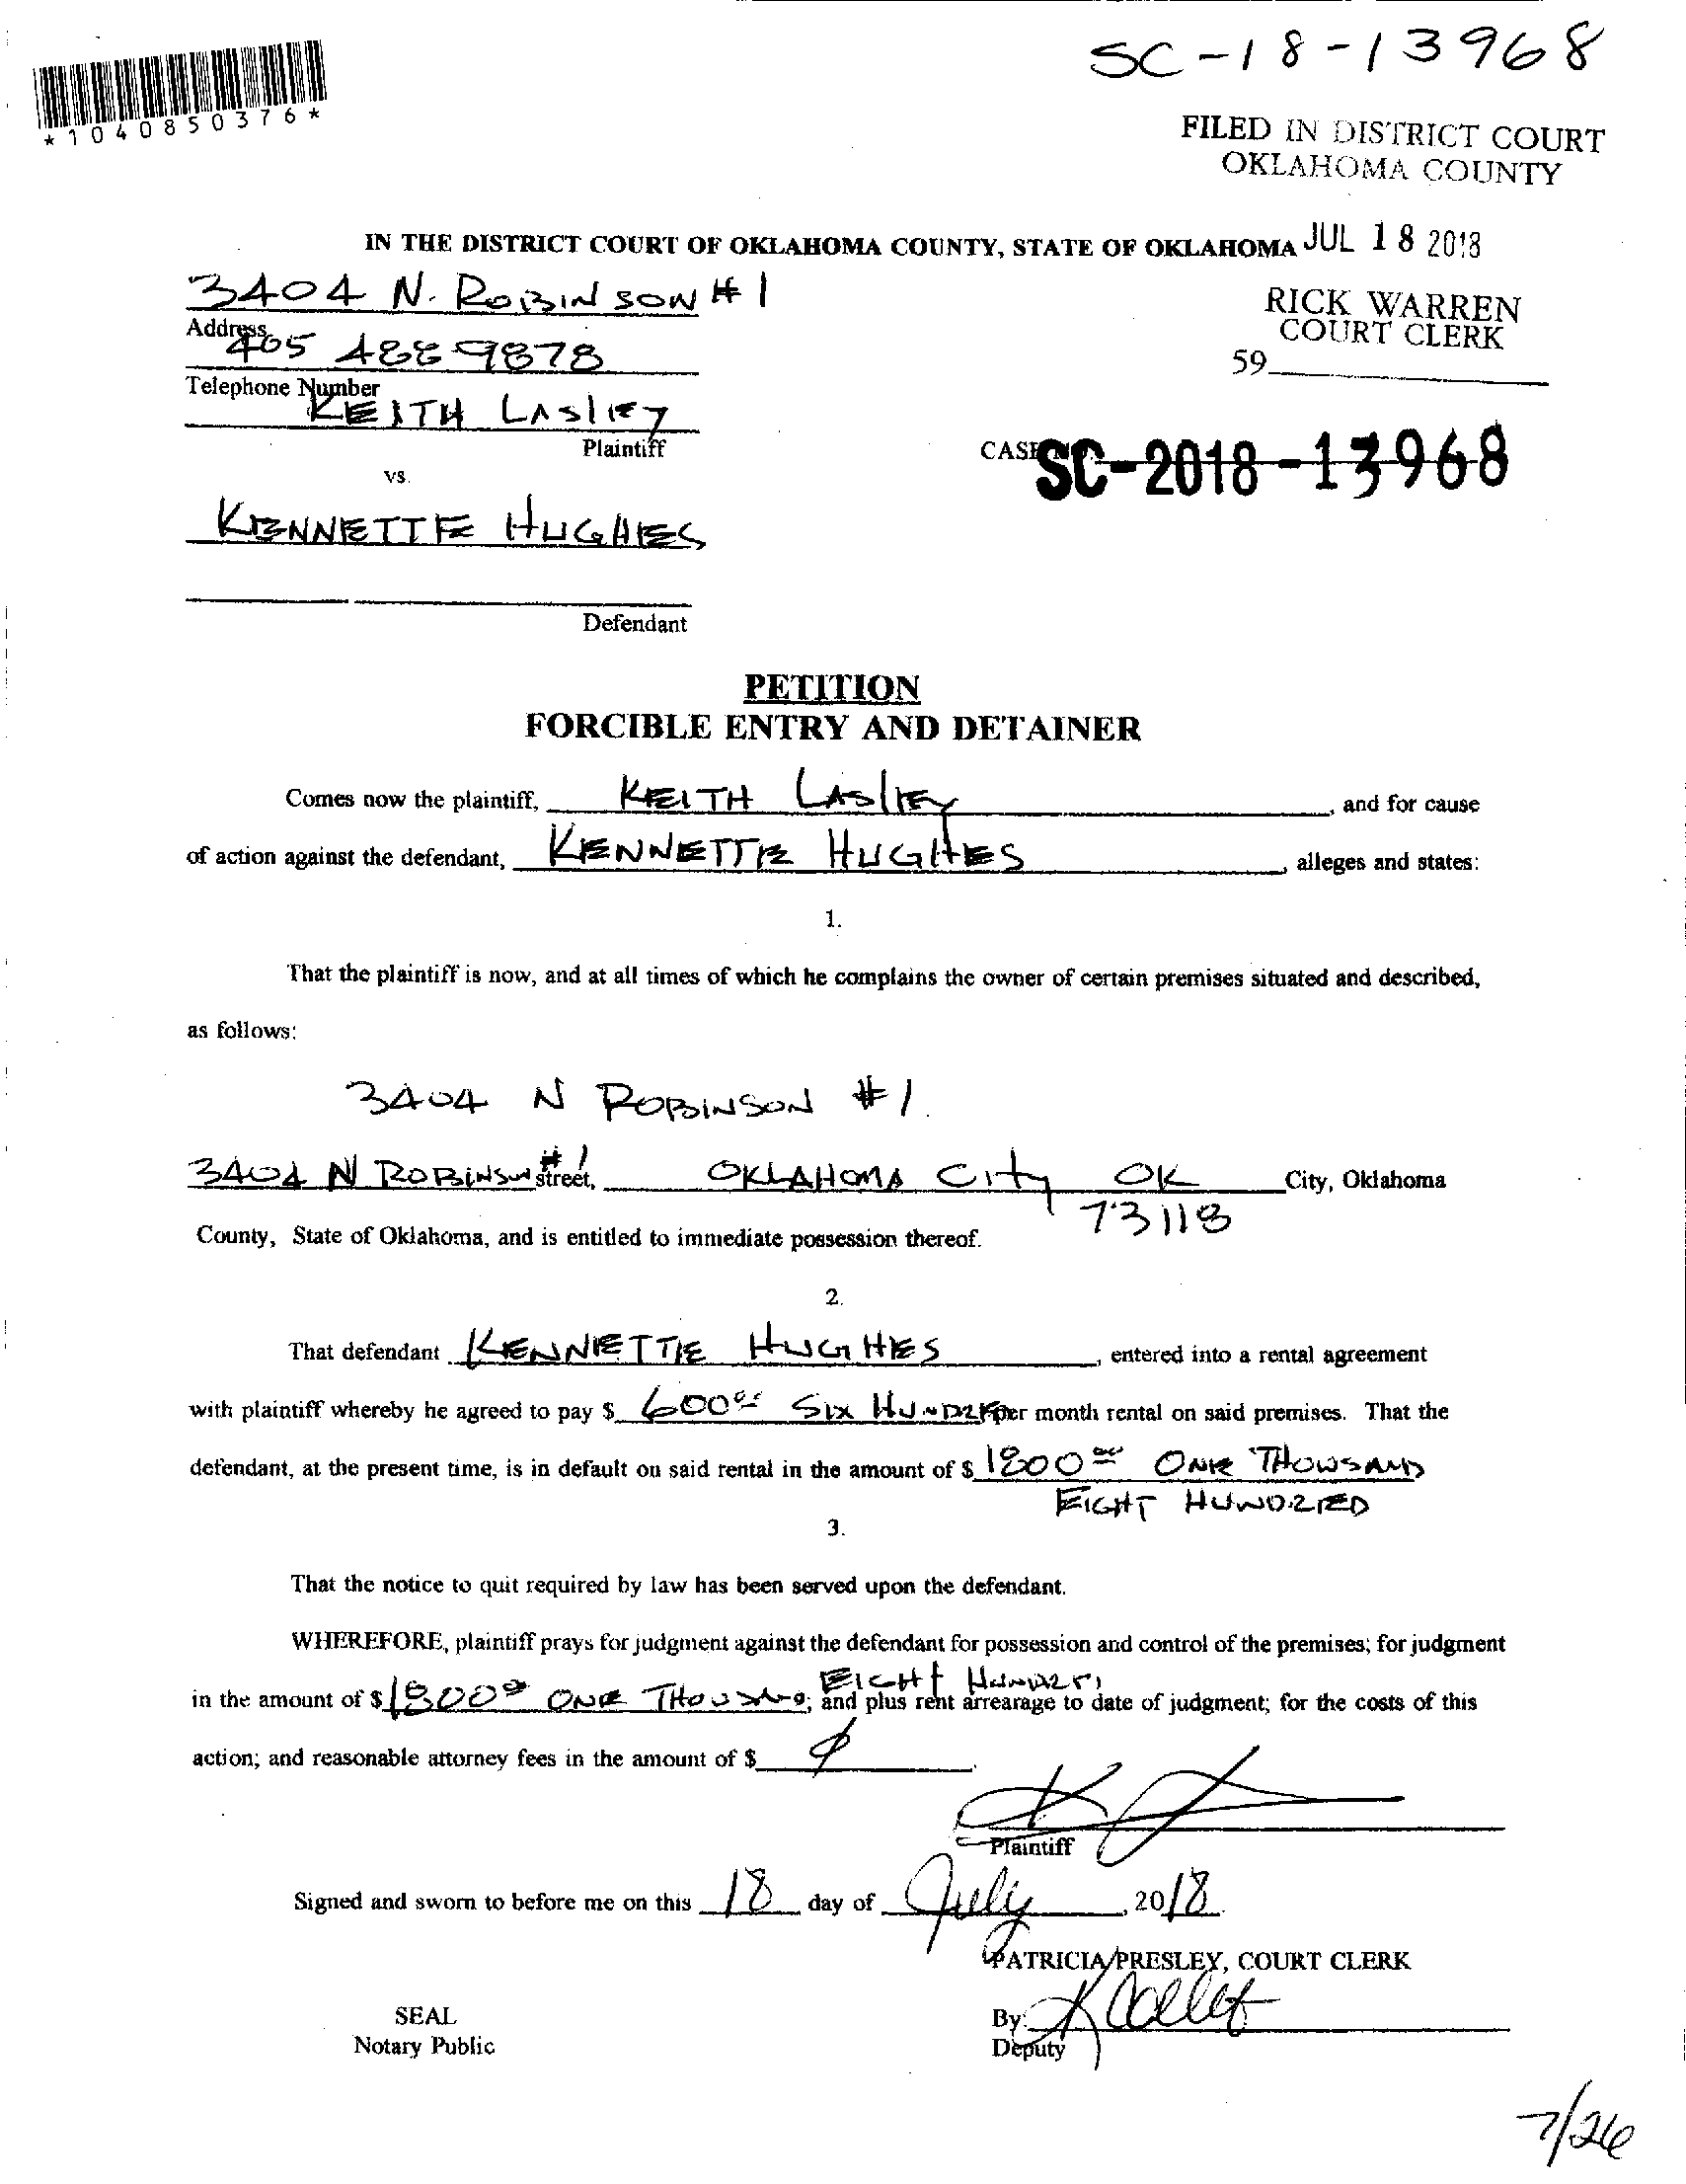 SC-18-13968
*1040850376*
FILED IN DISTRICT COURT
OKLAHOMA COUNTY
IN THE DISTRICT COURT OF OKLAHOMA COUNTY, STATE OF OKLAHOMA JUL 18 2018
3404 N. ROBINSON #1
RICK WARREN
COURT CLERK
Address
405 488-9878
59
Telephone Number
KEITH LASLEY
Plaintiff
CASE NO. SC-2018-13968
vs.
KENNETTE HUGHES
Defendant
PETITION
FORCIBLE ENTRY AND DETAINER
Comes now the plaintiff, KEITH LASLEY, and for cause
of action against the defendant, KENNETTE HUGHES, alleges and states:
1.
That the plaintiff is now, and at all times of which he complains the owner of certain premises situated and described,
as follows:
3404 N ROBINSON #1
3404 N ROBINSON #1 street, OKLAHOMA City OK City, Oklahoma
73118
County, State of Oklahoma, and is entitled to immediate possession thereof.
2.
That defendant KENNETTE HUGHES, entered into a rental agreement
with plaintiff whereby he agreed to pay $ 600.00 SIX HUNDRED per month rental on said premises. That the
defendant, at the present time, is in default on said rental in the amount of $ 1800.00 ONE THOUSAND
EIGHT HUNDRED
3.
That the notice to quit required by law has been served upon the defendant.
WHEREFORE, plaintiff prays for judgment against the defendant for possession and control of the premises; for judgment
EIGHT
in the amount of $ 1800.00 ONE THOUSAND; and plus rent arrearage to date of judgment; for the costs of this
action; and reasonable attorney fees in the amount of $
Plaintiff
Signed and sworn to before me on this 18 day of July, 2018.
PATRICIA PRESLEY, COURT CLERK
SEAL
By:
Notary Public
Deputy
7/26